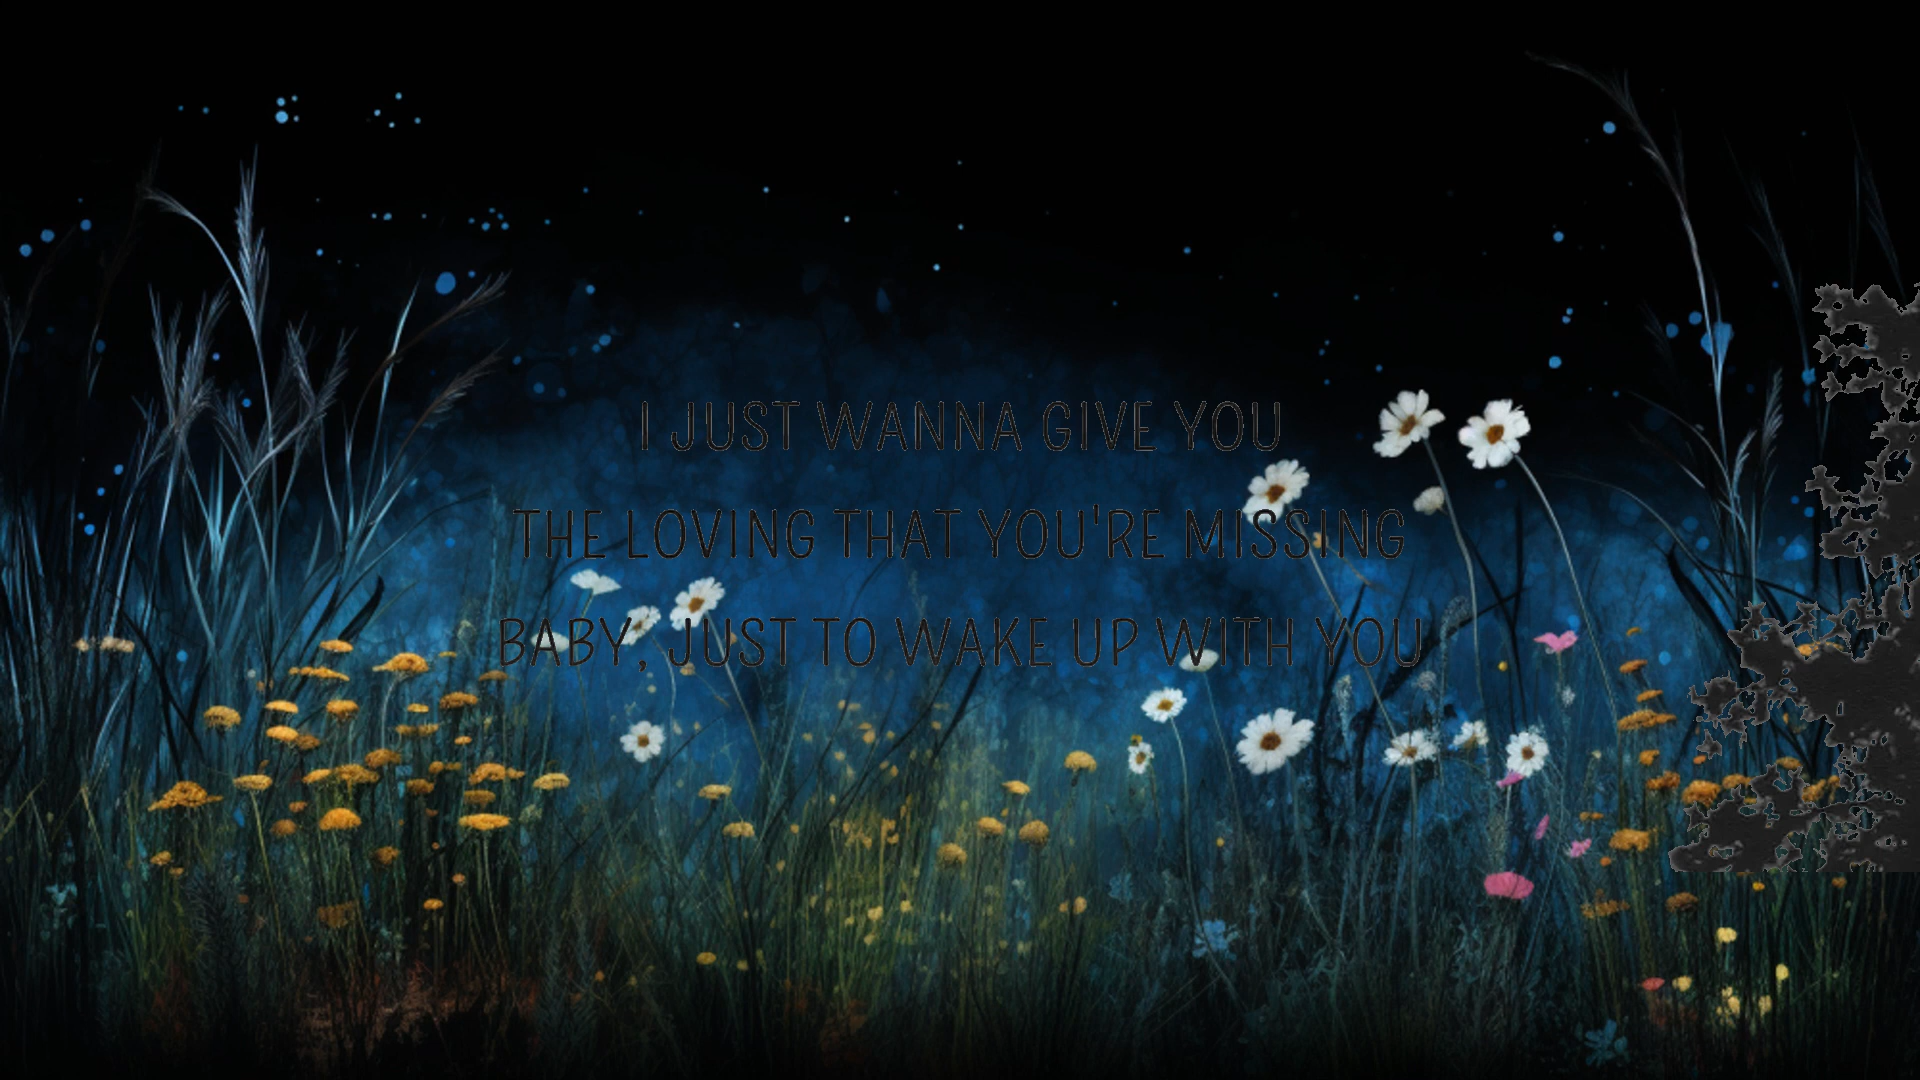 I JUST WANNA GIVE YOU
THE LOVING THAT YOU'RE MISSING
BABY, JUST TO WAKE UP WITH YOU